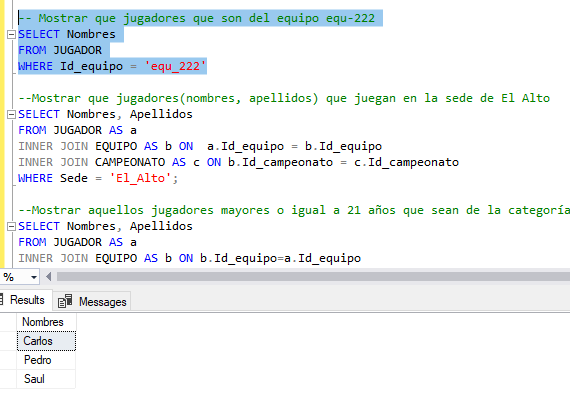 -- Mostrar que jugadores que son del equipo equ-222
SELECT Nombres
FROM JUGADOR
WHERE Id_equipo = 'equ_222'
--Mostrar que jugadores(nombres, apellidos) que juegan en la sede de El Alto
SELECT Nombres, Apellidos
FROM JUGADOR AS a
INNER JOIN EQUIPO AS b ON  a.Id_equipo = b.Id_equipo
INNER JOIN CAMPEONATO AS c ON b.Id_campeonato = c.Id_campeonato
WHERE Sede = 'El_Alto';
--Mostrar aquellos jugadores mayores o igual a 21 años que sean de la categoría
SELECT Nombres, Apellidos
FROM JUGADOR AS a
INNER JOIN EQUIPO AS b ON b.Id_equipo=a.Id_equipo
%
Results Messages
Nombres
Carlos
Pedro
Saul